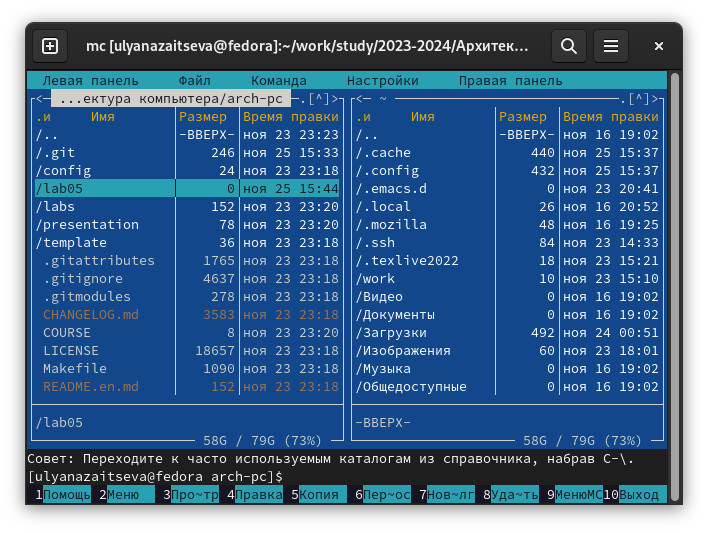 mc [ulyanazaitseva@fedora]:~/work/study/2023-2024/Архитек…
Левая панель Файл Команда Настройки Правая панель
<— ...ектура компьютера/arch-pc —.[^]> <— ~ —.[^]>
.и Имя Размер Время правки .и Имя Размер Время правки
/.. -ВВЕРХ- ноя 23 23:23 /.. -ВВЕРХ- ноя 16 19:02
/.git 246 ноя 25 15:33 /.cache 440 ноя 25 15:37
/config 24 ноя 23 23:18 /.config 432 ноя 25 15:37
/lab05 0 ноя 25 15:44 /.emacs.d 0 ноя 23 20:41
/labs 152 ноя 23 23:20 /.local 26 ноя 16 20:52
/presentation 78 ноя 23 23:20 /.mozilla 48 ноя 16 19:25
/template 36 ноя 23 23:18 /.ssh 84 ноя 23 14:33
.gitattributes 1765 ноя 23 23:18 /.texlive2022 18 ноя 23 15:21
.gitignore 4637 ноя 23 23:18 /work 10 ноя 23 15:10
.gitmodules 278 ноя 23 23:18 /Видео 0 ноя 16 19:02
CHANGELOG.md 3583 ноя 23 23:18 /Документы 0 ноя 16 19:02
COURSE 8 ноя 23 23:20 /Загрузки 492 ноя 24 00:51
LICENSE 18657 ноя 23 23:18 /Изображения 60 ноя 23 18:01
Makefile 1090 ноя 23 23:18 /Музыка 0 ноя 16 19:02
README.en.md 152 ноя 23 23:18 /Общедоступные 0 ноя 16 19:02
/lab05 -ВВЕРХ-
58G / 79G (73%) 58G / 79G (73%)
Совет: Переходите к часто используемым каталогам из справочника, набрав C-\.
[ulyanazaitseva@fedora arch-pc]$
1Помощь 2Меню 3Про~тр 4Правка 5Копия 6Пер~ос 7Нов~лг 8Уда~ть 9МенюMC 10Выход